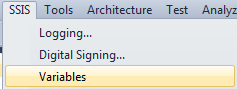 SSIS Tools Architecture Test Analyz
Logging...
Digital Signing...
Variables